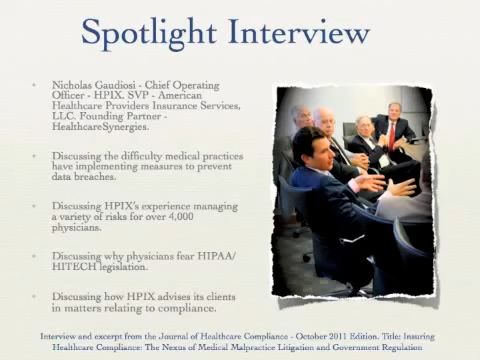 Spotlight Interview
• Nicholas Gaudiosi - Chief Operating
Officer - HPIX. SVP - American
Healthcare Providers Insurance Services,
LLC. Founding Partner -
HealthcareSynergies.
• Discussing the difficulty medical practices
have implementing measures to prevent
data breaches.
• Discussing HPIX's experience managing
a variety of risks for over 4,000
physicians.
• Discussing why physicians fear HIPAA/
HITECH legislation.
• Discussing how HPIX advises its clients
in matters relating to compliance.
Interview and excerpt from the Journal of Healthcare Compliance - October 2011 Edition. Title: Insuring
Healthcare Compliance: The Nexus of Medical Malpractice Litigation and Government Regulation